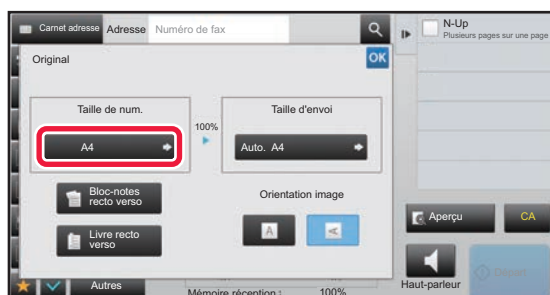 Carnet adresse
Adresse
Numéro de fax
N-Up
Plusieurs pages sur une page
Original
OK
Taille de num.
100%
Taille d'envoi
A4
Auto. A4
Bloc-notes
recto verso
Orientation image
Livre recto
verso
A
A
Aperçu
CA
Autres
Mémoire réception :
100%
Haut-parleur
Départ